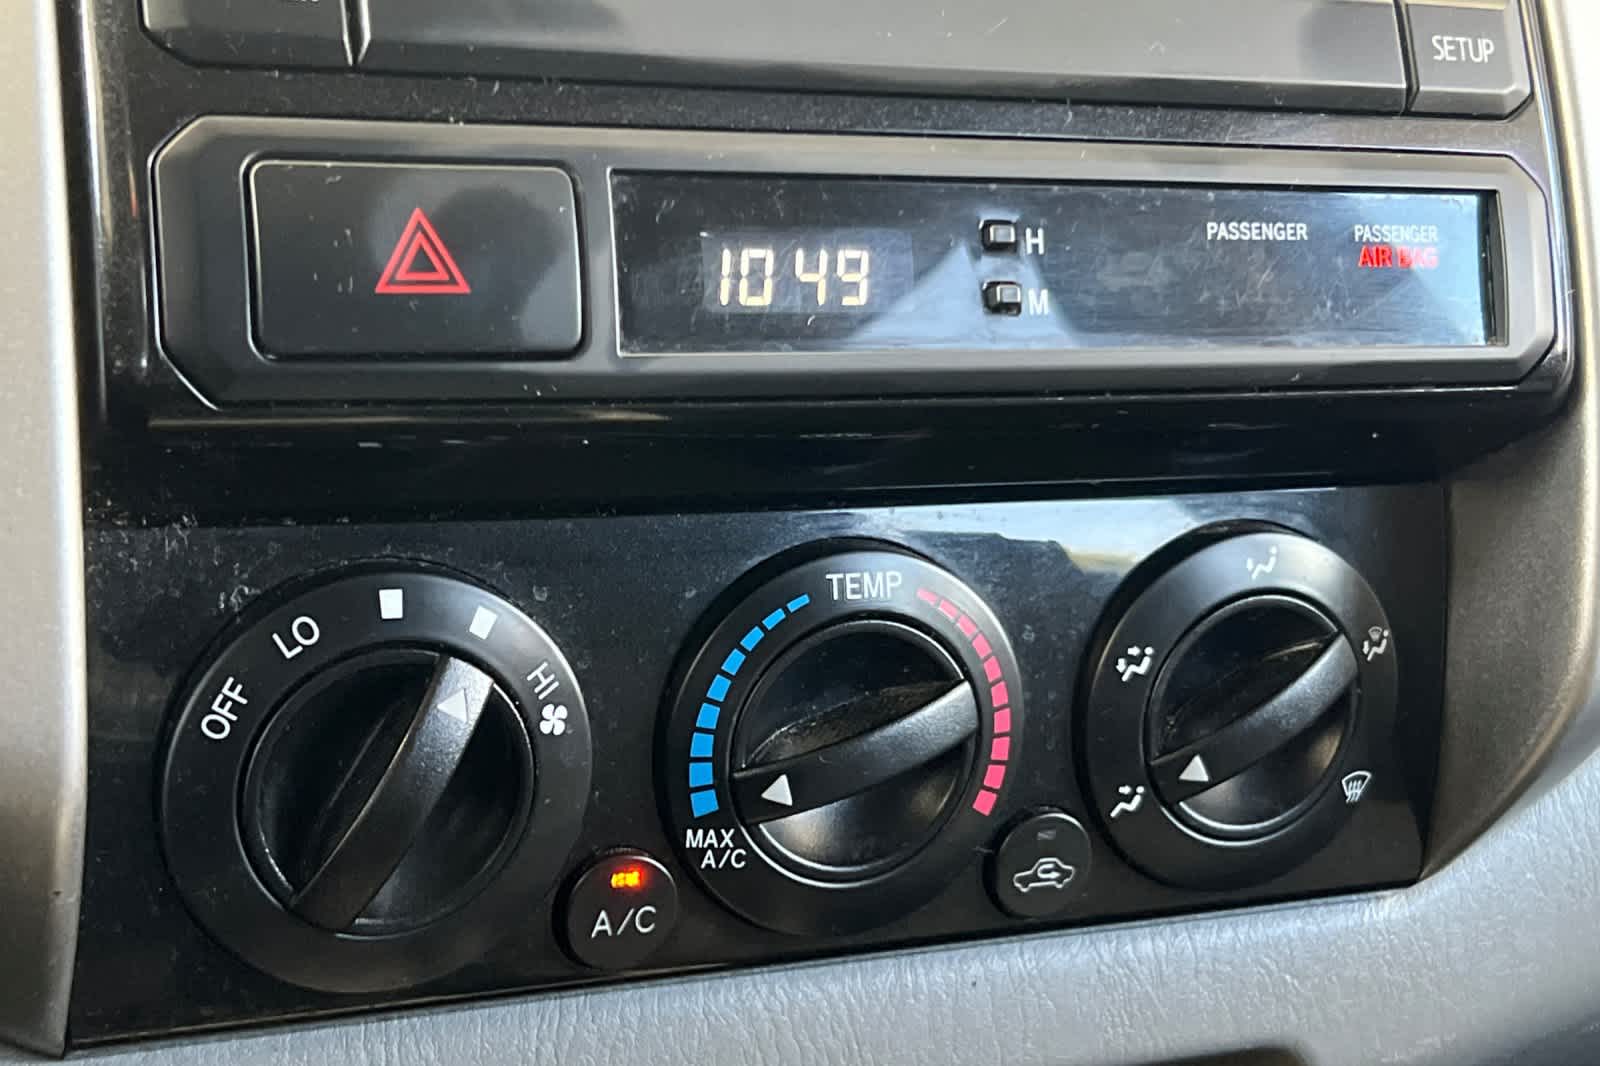 SETUP
10 49
H
M
PASSENGER
PASSENGER
AIR BAG
OFF
LO
HI
TEMP
MAX
A/C
A/C